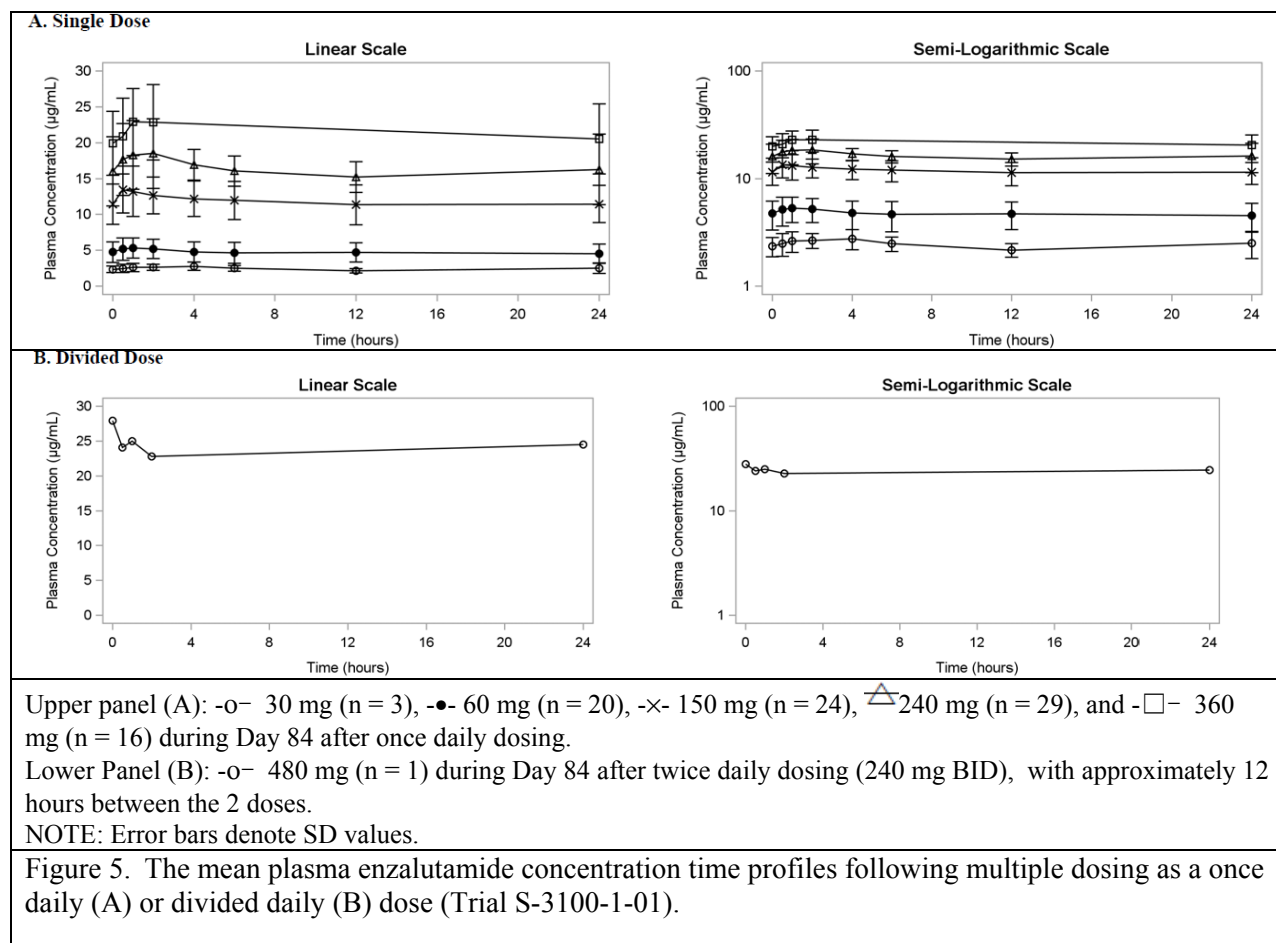 A. Single Dose
Linear Scale
Plasma Concentration (µg/mL)
30
25
20
15
10
5
0
0 4 8 12 16 20 24
Time (hours)
Semi-Logarithmic Scale
Plasma Concentration (µg/mL)
100
10
1
0 4 8 12 16 20 24
Time (hours)
B. Divided Dose
Linear Scale
Plasma Concentration (µg/mL)
30
25
20
15
10
5
0
0 4 8 12 16 20 24
Time (hours)
Semi-Logarithmic Scale
Plasma Concentration (µg/mL)
100
10
1
0 4 8 12 16 20 24
Time (hours)
Upper panel (A): -o− 30 mg (n = 3), -●- 60 mg (n = 20), -×- 150 mg (n = 24), △ 240 mg (n = 29), and -□− 360
mg (n = 16) during Day 84 after once daily dosing.
Lower Panel (B): -o− 480 mg (n = 1) during Day 84 after twice daily dosing (240 mg BID), with approximately 12
hours between the 2 doses.
NOTE: Error bars denote SD values.
Figure 5. The mean plasma enzalutamide concentration time profiles following multiple dosing as a once
daily (A) or divided daily (B) dose (Trial S-3100-1-01).